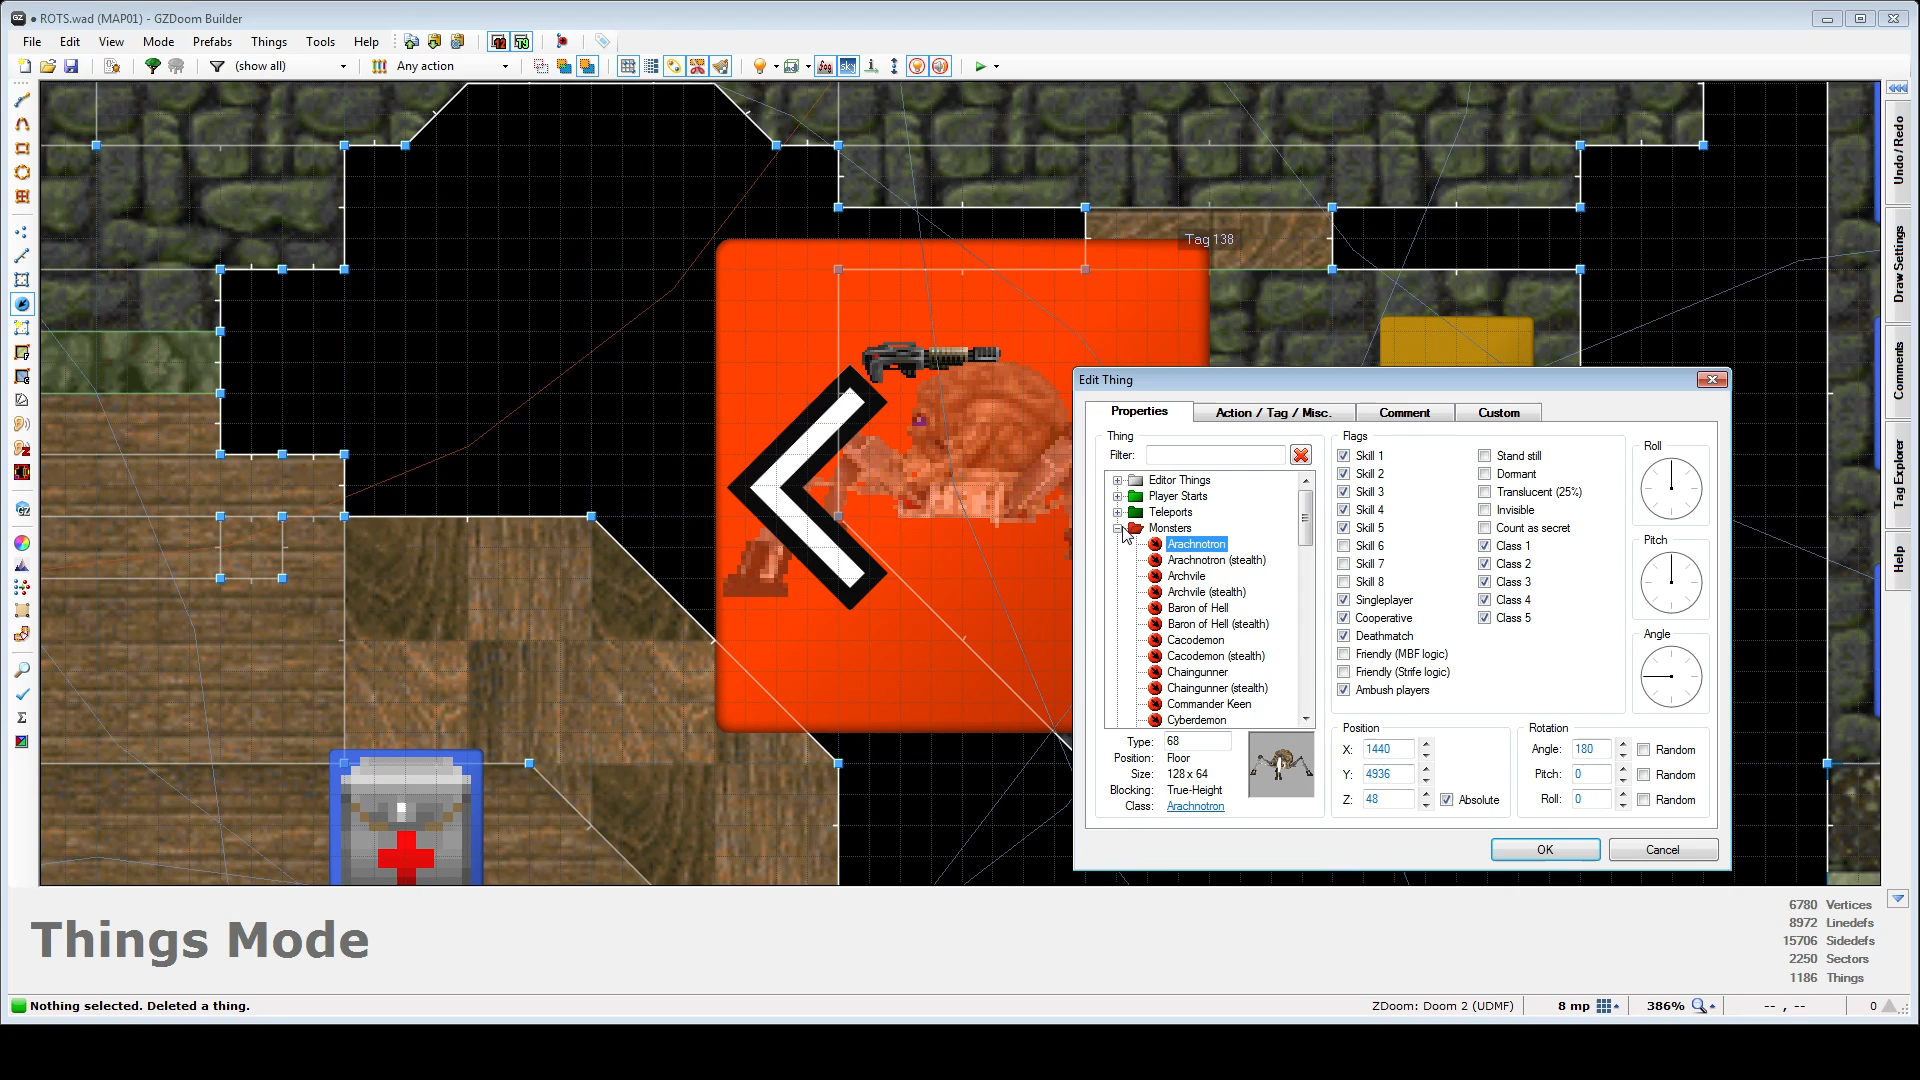 ● ROTS.wad (MAP01) - GZDoom Builder
File Edit View Mode Prefabs Things Tools Help
(show all) Any action
Undo / Redo
Draw Settings
Comments
Tag Explorer
Help
Tag 138
Edit Thing
Properties Action / Tag / Misc. Comment Custom
Thing
Filter:
Editor Things
Player Starts
Teleports
Monsters
Arachnotron
Arachnotron (stealth)
Archvile
Archvile (stealth)
Baron of Hell
Baron of Hell (stealth)
Cacodemon
Cacodemon (stealth)
Chaingunner
Chaingunner (stealth)
Commander Keen
Cyberdemon
Type: 68
Position: Floor
Size: 128 x 64
Blocking: True-Height
Class: Arachnotron
Flags
Skill 1
Skill 2
Skill 3
Skill 4
Skill 5
Skill 6
Skill 7
Skill 8
Singleplayer
Cooperative
Deathmatch
Friendly (MBF logic)
Friendly (Strife logic)
Ambush players
Stand still
Dormant
Translucent (25%)
Invisible
Count as secret
Class 1
Class 2
Class 3
Class 4
Class 5
Roll
Pitch
Angle
Position
X: 1440
Y: 4936
Z: 48 Absolute
Rotation
Angle: 180 Random
Pitch: 0 Random
Roll: 0 Random
OK Cancel
Things Mode
6780 Vertices
8972 Linedefs
15706 Sidedefs
2250 Sectors
1186 Things
Nothing selected. Deleted a thing.
ZDoom: Doom 2 (UDMF) 8 mp 386% -- , -- 0